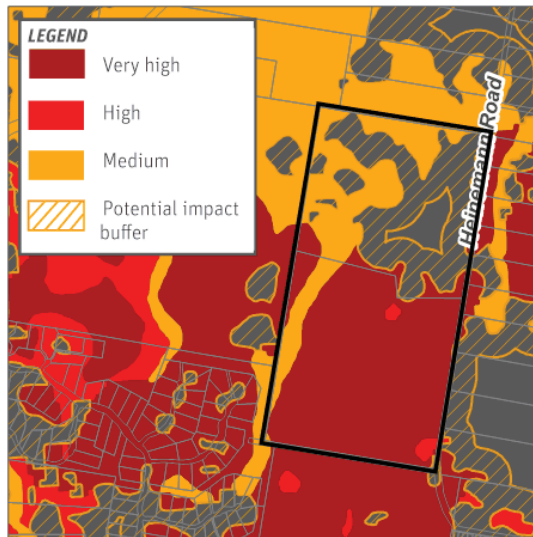 LEGEND
Very high
High
Medium
Potential impact
buffer
Heinemann Road